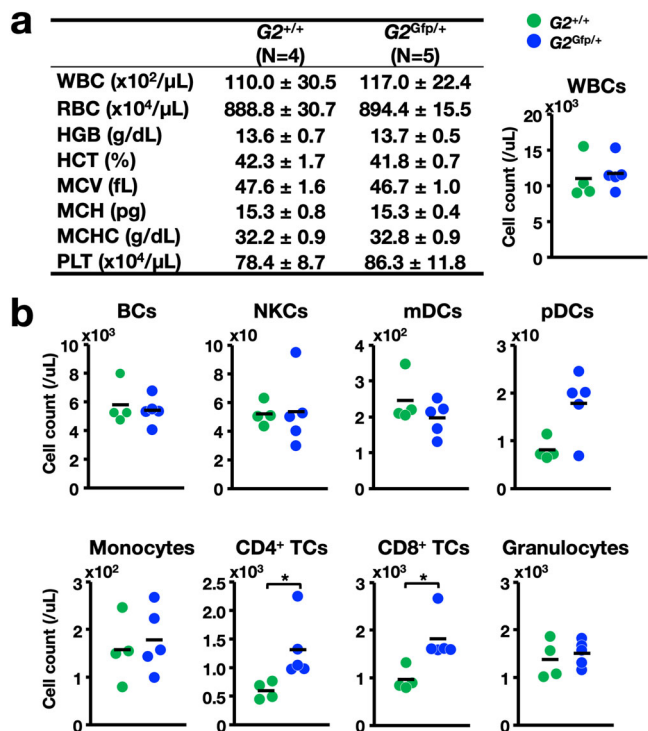 a
G2+/+ G2Gfp/+
(N=4) (N=5)
WBC (x10²/µL) 110.0 ± 30.5 117.0 ± 22.4
RBC (x10⁴/µL) 888.8 ± 30.7 894.4 ± 15.5
HGB (g/dL) 13.6 ± 0.7 13.7 ± 0.5
HCT (%) 42.3 ± 1.7 41.8 ± 0.7
MCV (fL) 47.6 ± 1.6 46.7 ± 1.0
MCH (pg) 15.3 ± 0.8 15.3 ± 0.4
MCHC (g/dL) 32.2 ± 0.9 32.8 ± 0.9
PLT (x10⁴/µL) 78.4 ± 8.7 86.3 ± 11.8
G2+/+
G2Gfp/+
WBCs
x10³
20
15
10
5
0
Cell count (/uL)
b
BCs NKCs mDCs pDCs
x10³ x10 x10² x10
Cell count (/uL)
10 10 4 3
8 8 3 2
6 6 2 1
4 4 1 0
2 2 0
0 0
Monocytes CD4⁺ TCs CD8⁺ TCs Granulocytes
x10² x10³ x10³ x10³
Cell count (/uL)
3 2.5 3 3
2 2.0 2 2
1 1.5 1 1
0 1.0 0 0
0.5
0
* *